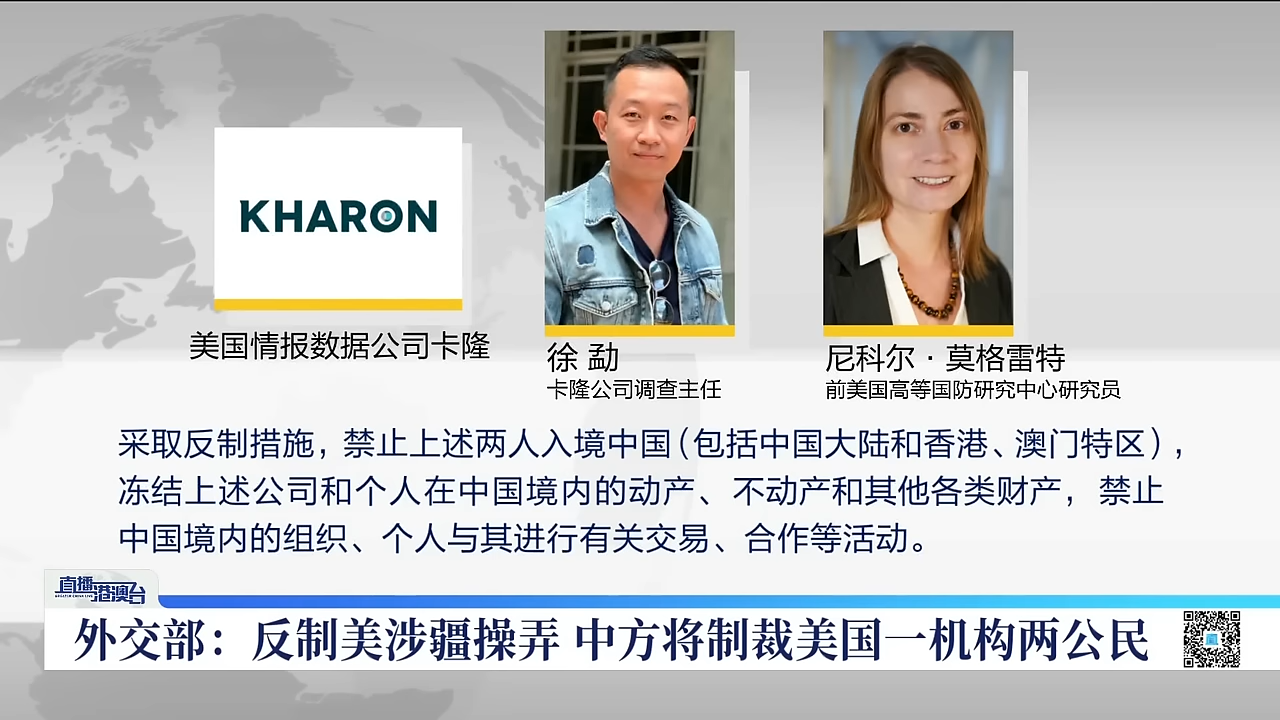 KHARON
美国情报数据公司卡隆
徐 勐
卡隆公司调查主任
尼科尔·莫格雷特
前美国高等国防研究中心研究员
采取反制措施，禁止上述两人入境中国（包括中国大陆和香港、澳门特区），
冻结上述公司和个人在中国境内的动产、不动产和其他各类财产，禁止
中国境内的组织、个人与其进行有关交易、合作等活动。
直播港澳台
外交部：反制美涉疆操弄 中方将制裁美国一机构两公民